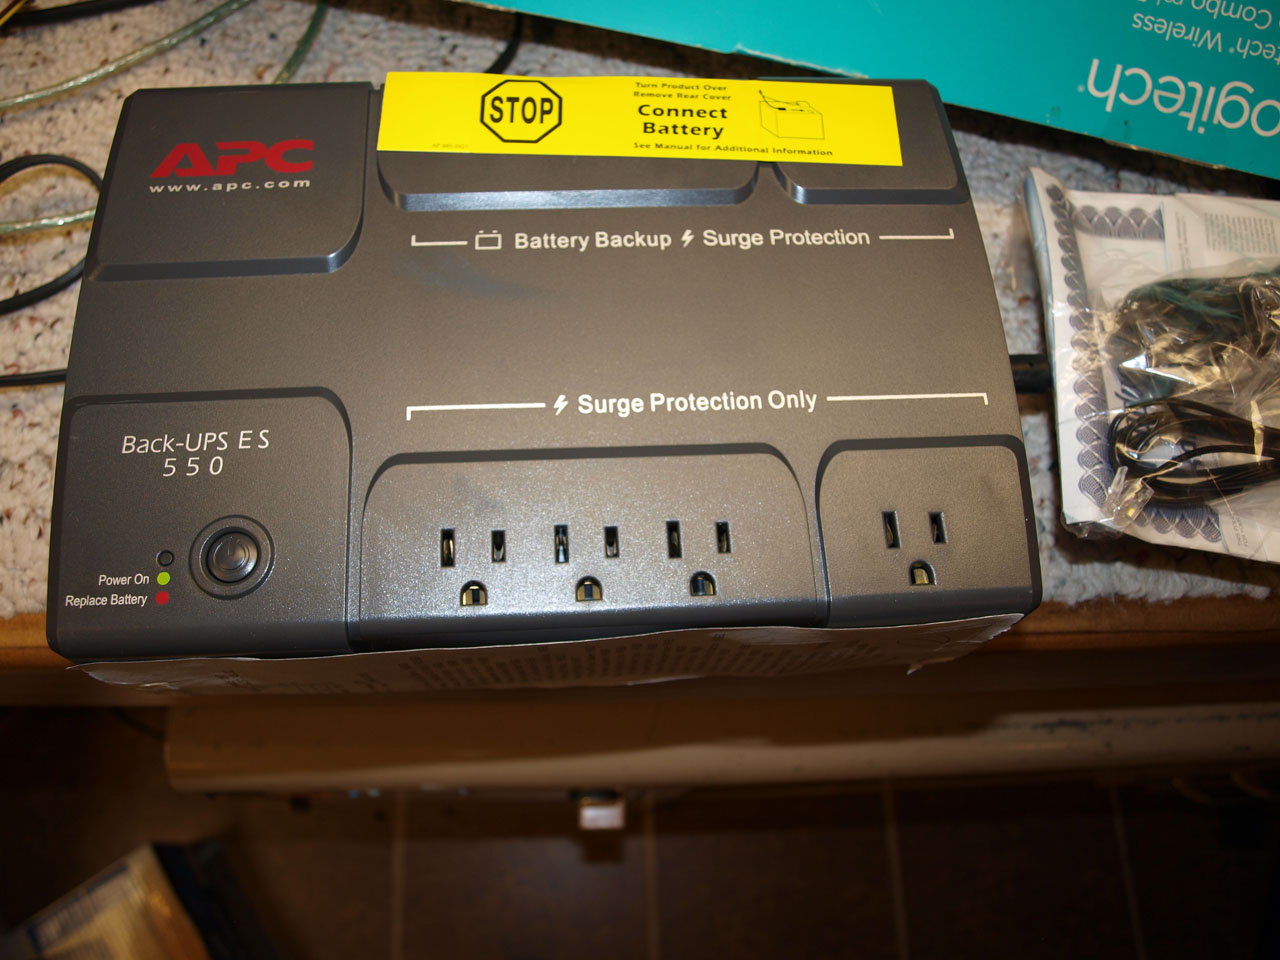 STOP
Turn Product Over
Remove Rear Cover
Connect
Battery
See Manual for Additional Information
APC
www.apc.com
Battery Backup Surge Protection
Surge Protection Only
Back-UPS ES
550
Power On
Replace Battery
ogitech®
tech® Wireless
Combo